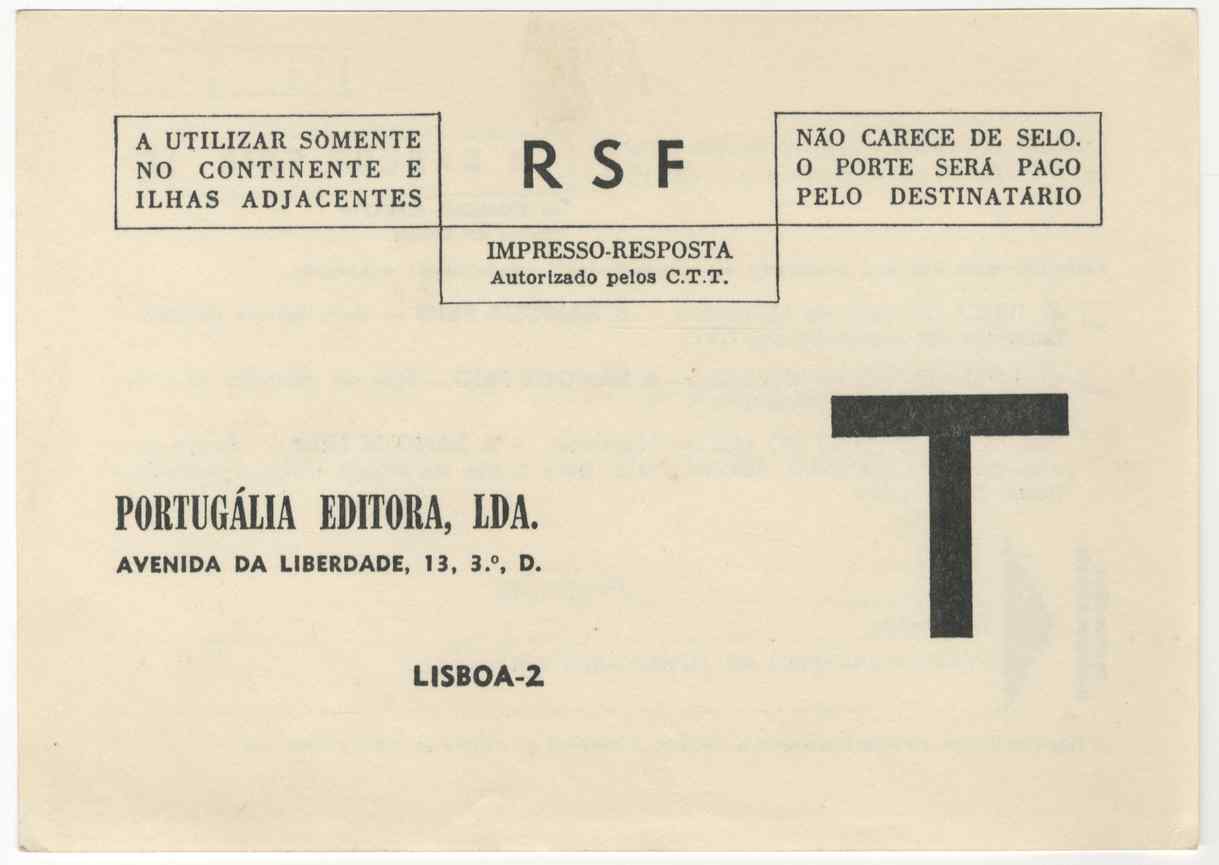 A UTILIZAR SÒMENTE
NO CONTINENTE E
ILHAS ADJACENTES
R S F
IMPRESSO-RESPOSTA
Autorizado pelos C.T.T.
NÃO CARECE DE SELO.
O PORTE SERÁ PAGO
PELO DESTINATÁRIO
T
PORTUGÁLIA EDITORA, LDA.
AVENIDA DA LIBERDADE, 13, 3.º, D.
LISBOA-2